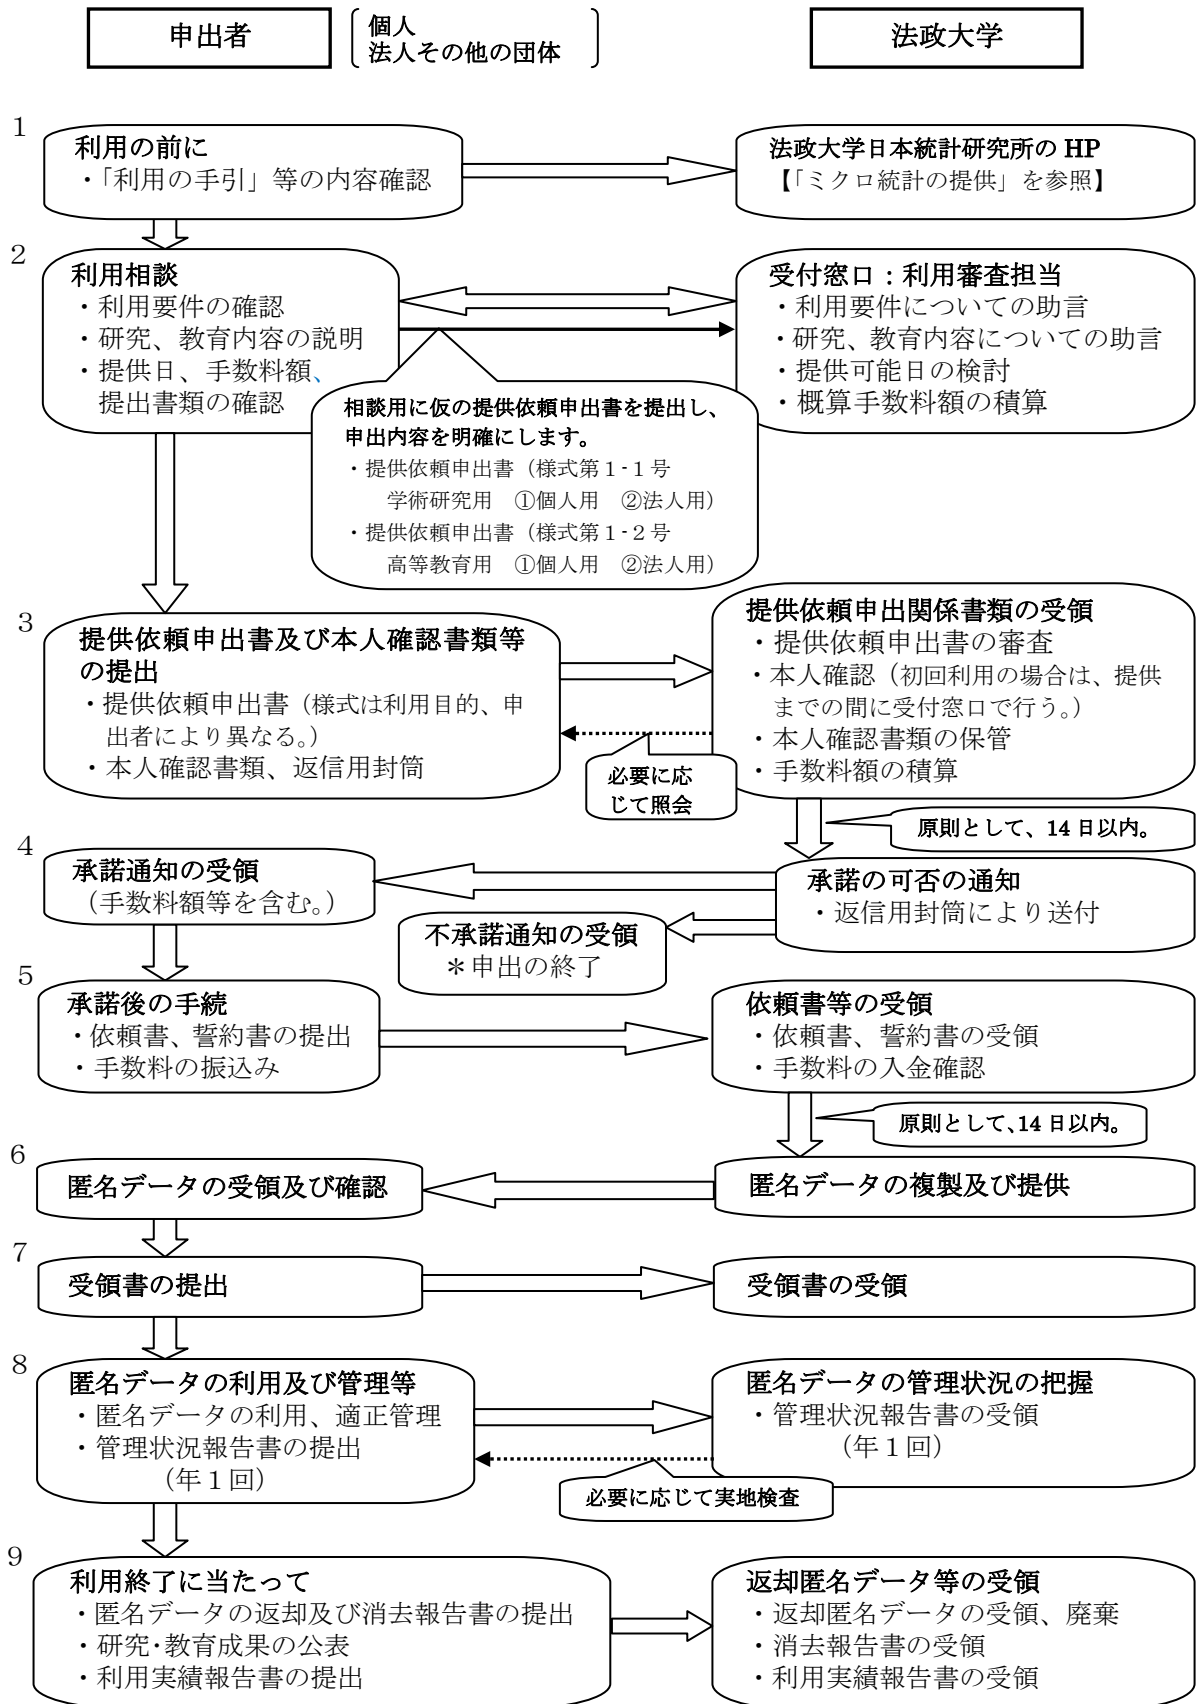 申出者
個人
法人その他の団体
法政大学
1
利用の前に
・「利用の手引」等の内容確認
法政大学日本統計研究所の HP
【「ミクロ統計の提供」を参照】
2
利用相談
・利用要件の確認
・研究、教育内容の説明
・提供日、手数料額、
提出書類の確認
受付窓口：利用審査担当
・利用要件についての助言
・研究、教育内容についての助言
・提供可能日の検討
・概算手数料額の積算
相談用に仮の提供依頼申出書を提出し、
申出内容を明確にします。
・提供依頼申出書（様式第１-１号
学術研究用　①個人用　②法人用）
・提供依頼申出書（様式第１-２号
高等教育用　①個人用　②法人用）
3
提供依頼申出書及び本人確認書類等
の提出
・提供依頼申出書（様式は利用目的、申
出者により異なる。）
・本人確認書類、返信用封筒
提供依頼申出関係書類の受領
・提供依頼申出書の審査
・本人確認（初回利用の場合は、提供
までの間に受付窓口で行う。）
・本人確認書類の保管
・手数料額の積算
必要に応
じて照会
原則として、14 日以内。
4
承諾通知の受領
（手数料額等を含む。）
承諾の可否の通知
・返信用封筒により送付
不承諾通知の受領
＊申出の終了
5
承諾後の手続
・依頼書、誓約書の提出
・手数料の振込み
依頼書等の受領
・依頼書、誓約書の受領
・手数料の入金確認
原則として、14 日以内。
6
匿名データの受領及び確認
匿名データの複製及び提供
7
受領書の提出
受領書の受領
8
匿名データの利用及び管理等
・匿名データの利用、適正管理
・管理状況報告書の提出
（年１回）
匿名データの管理状況の把握
・管理状況報告書の受領
（年１回）
必要に応じて実地検査
9
利用終了に当たって
・匿名データの返却及び消去報告書の提出
・研究･教育成果の公表
・利用実績報告書の提出
返却匿名データ等の受領
・返却匿名データの受領、廃棄
・消去報告書の受領
・利用実績報告書の受領